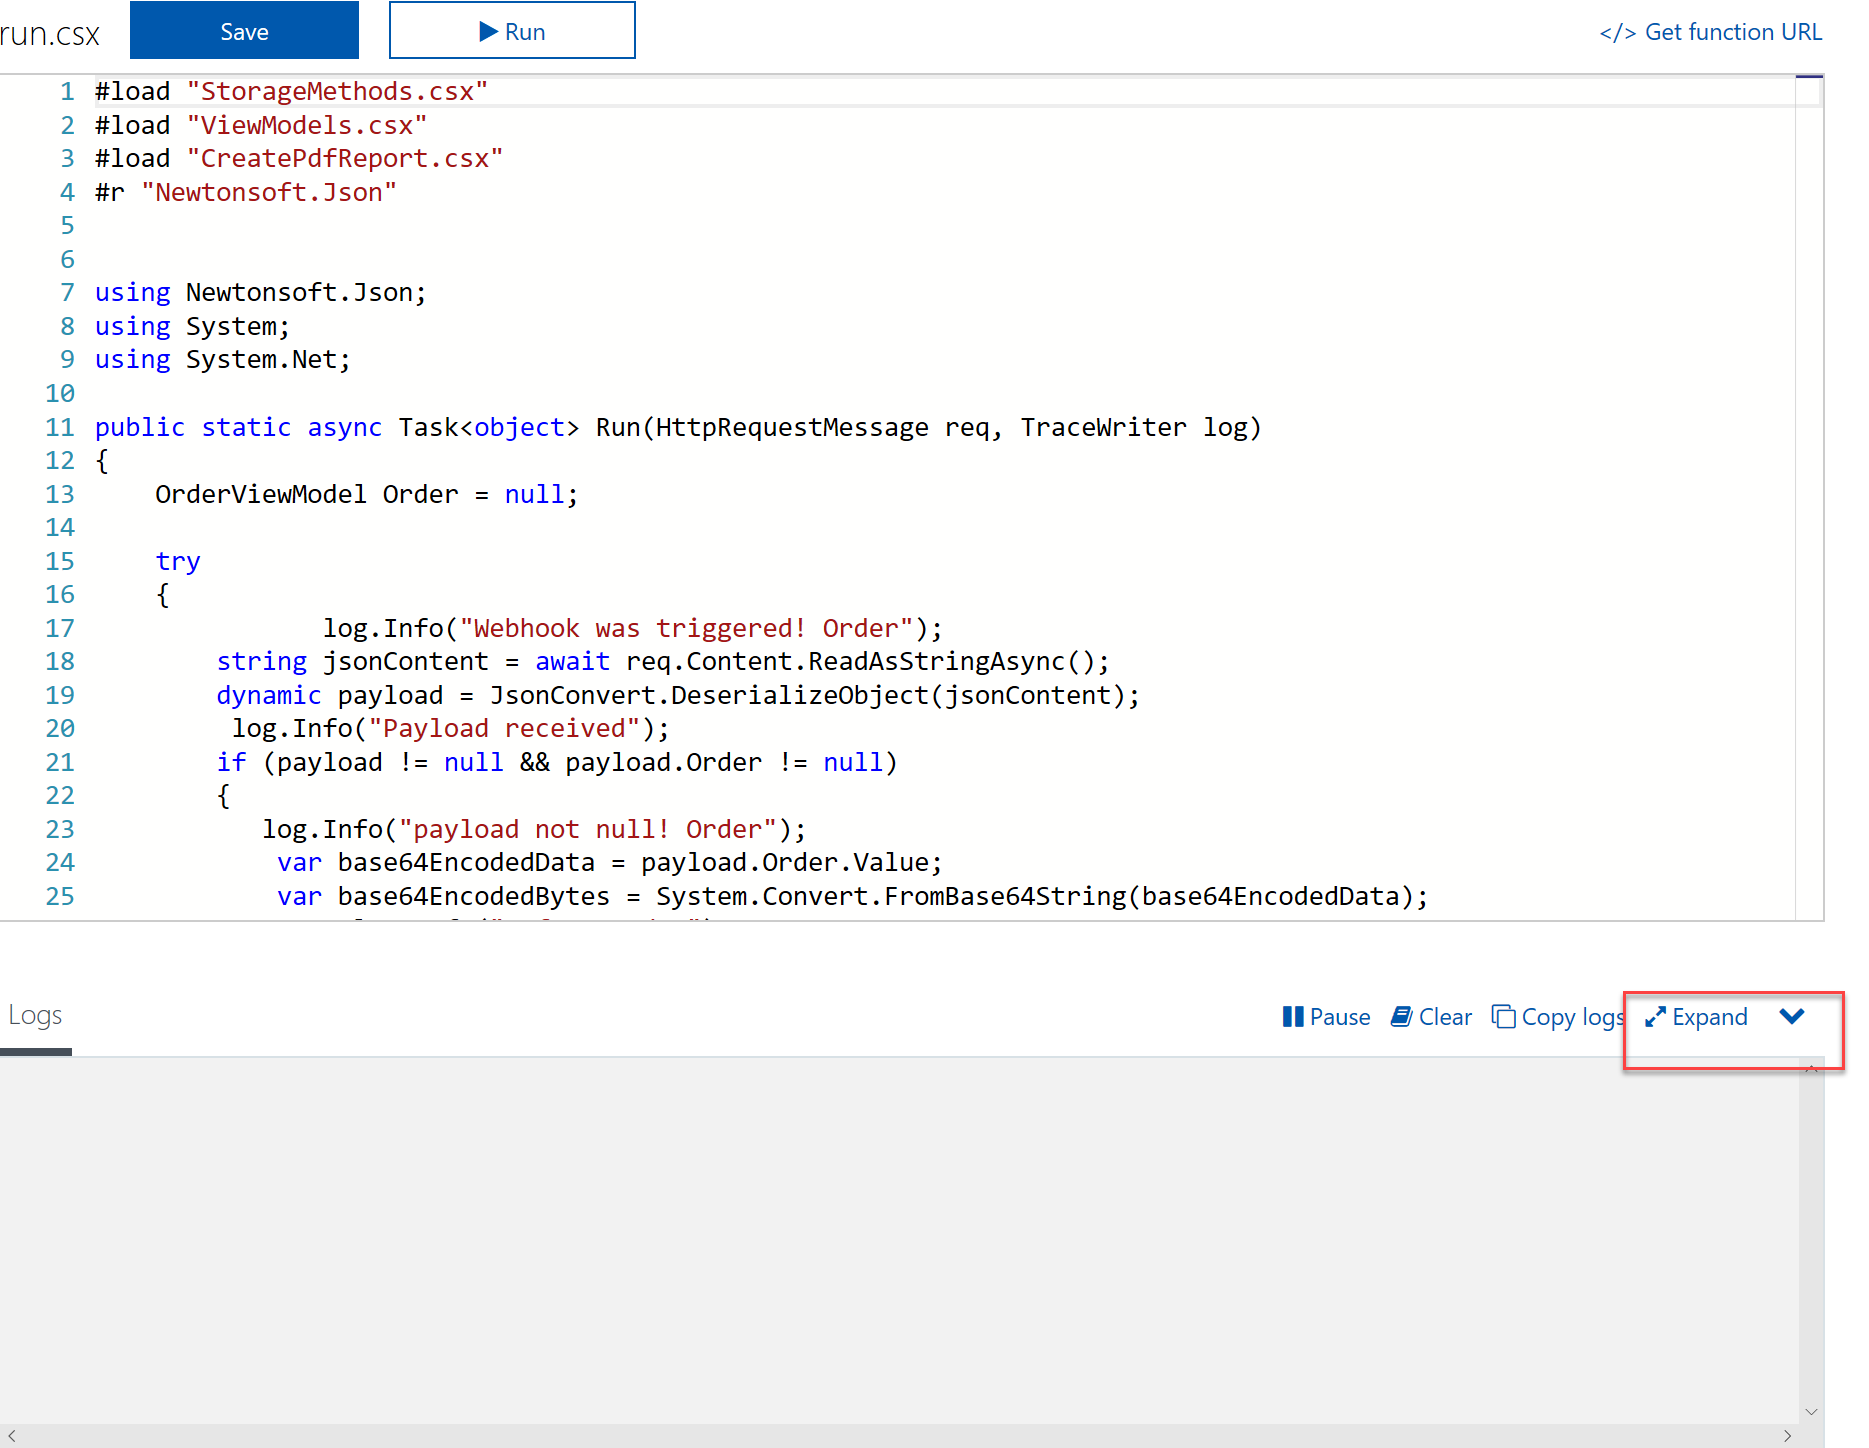 run.csx
Save
Run
</> Get function URL
1 #load "StorageMethods.csx"
2 #load "ViewModels.csx"
3 #load "CreatePdfReport.csx"
4 #r "Newtonsoft.Json"
5
6
7 using Newtonsoft.Json;
8 using System;
9 using System.Net;
10
11 public static async Task<object> Run(HttpRequestMessage req, TraceWriter log)
12 {
13     OrderViewModel Order = null;
14
15     try
16     {
17                log.Info("Webhook was triggered! Order");
18         string jsonContent = await req.Content.ReadAsStringAsync();
19         dynamic payload = JsonConvert.DeserializeObject(jsonContent);
20          log.Info("Payload received");
21         if (payload != null && payload.Order != null)
22         {
23            log.Info("payload not null! Order");
24             var base64EncodedData = payload.Order.Value;
25             var base64EncodedBytes = System.Convert.FromBase64String(base64EncodedData);
Logs
Pause
Clear
Copy logs
Expand